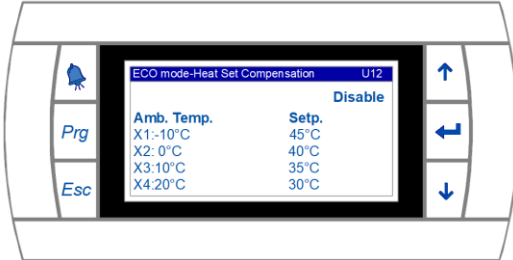 ECO mode-Heat Set Compensation U12
Disable
Amb. Temp. Setp.
X1:-10°C 45°C
X2: 0°C 40°C
X3:10°C 35°C
X4:20°C 30°C
Prg
Esc